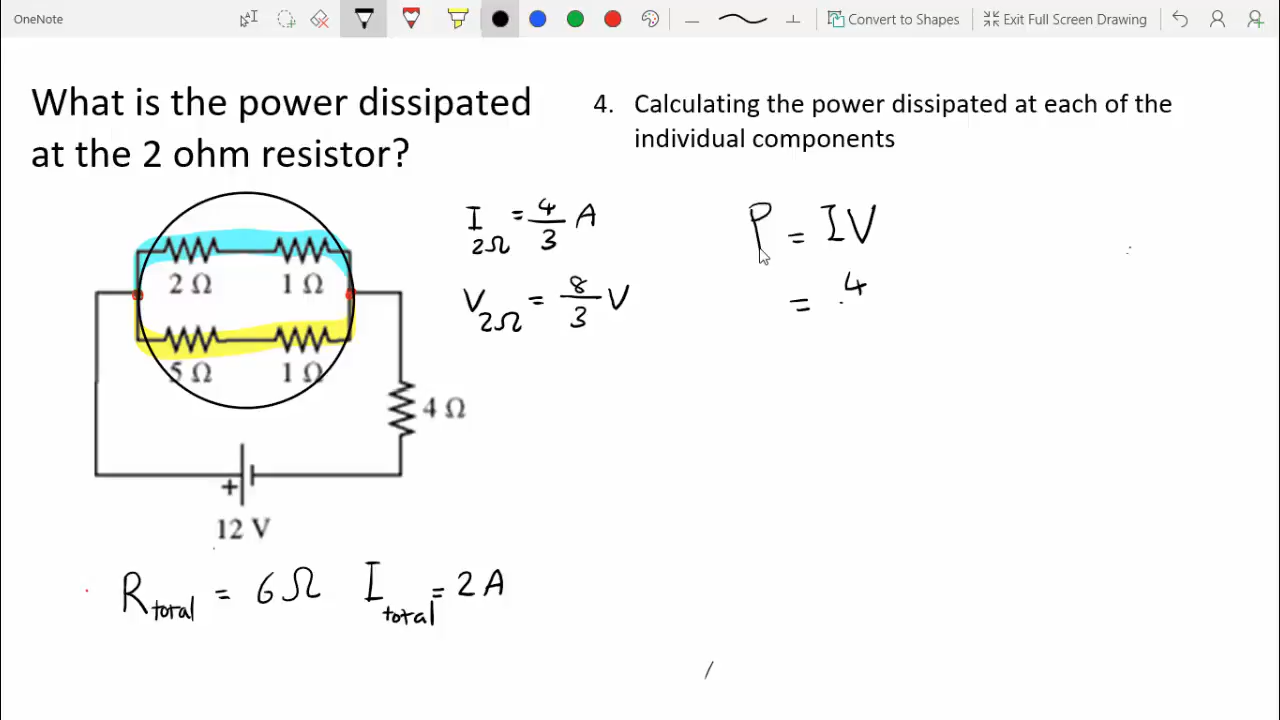 OneNote
Convert to Shapes
Exit Full Screen Drawing
What is the power dissipated
at the 2 ohm resistor?
4. Calculating the power dissipated at each of the
individual components
I2Ω = 4/3 A
V2Ω = 8/3 V
P = IV
= 4
2 Ω 1 Ω
5 Ω 1 Ω
4 Ω
+
12 V
Rtotal = 6Ω Itotal = 2A